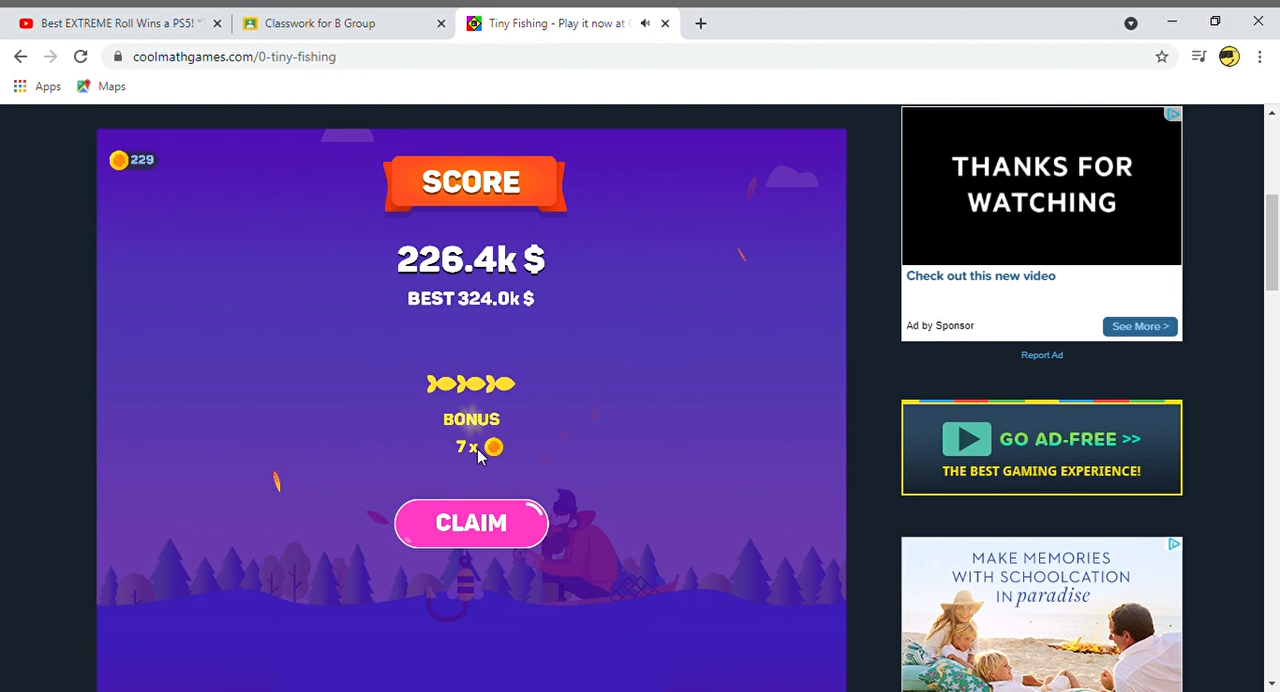 Best EXTREME Roll Wins a PS5! "
Classwork for B Group
Tiny Fishing - Play it now at
coolmathgames.com/0-tiny-fishing
Apps
Maps
229
SCORE
226.4k $
BEST 324.0k $
BONUS
7 x
CLAIM
THANKS FOR
WATCHING
Check out this new video
Ad by Sponsor
See More >
Report Ad
GO AD-FREE >>
THE BEST GAMING EXPERIENCE!
MAKE MEMORIES
WITH SCHOOLCATION
IN paradise